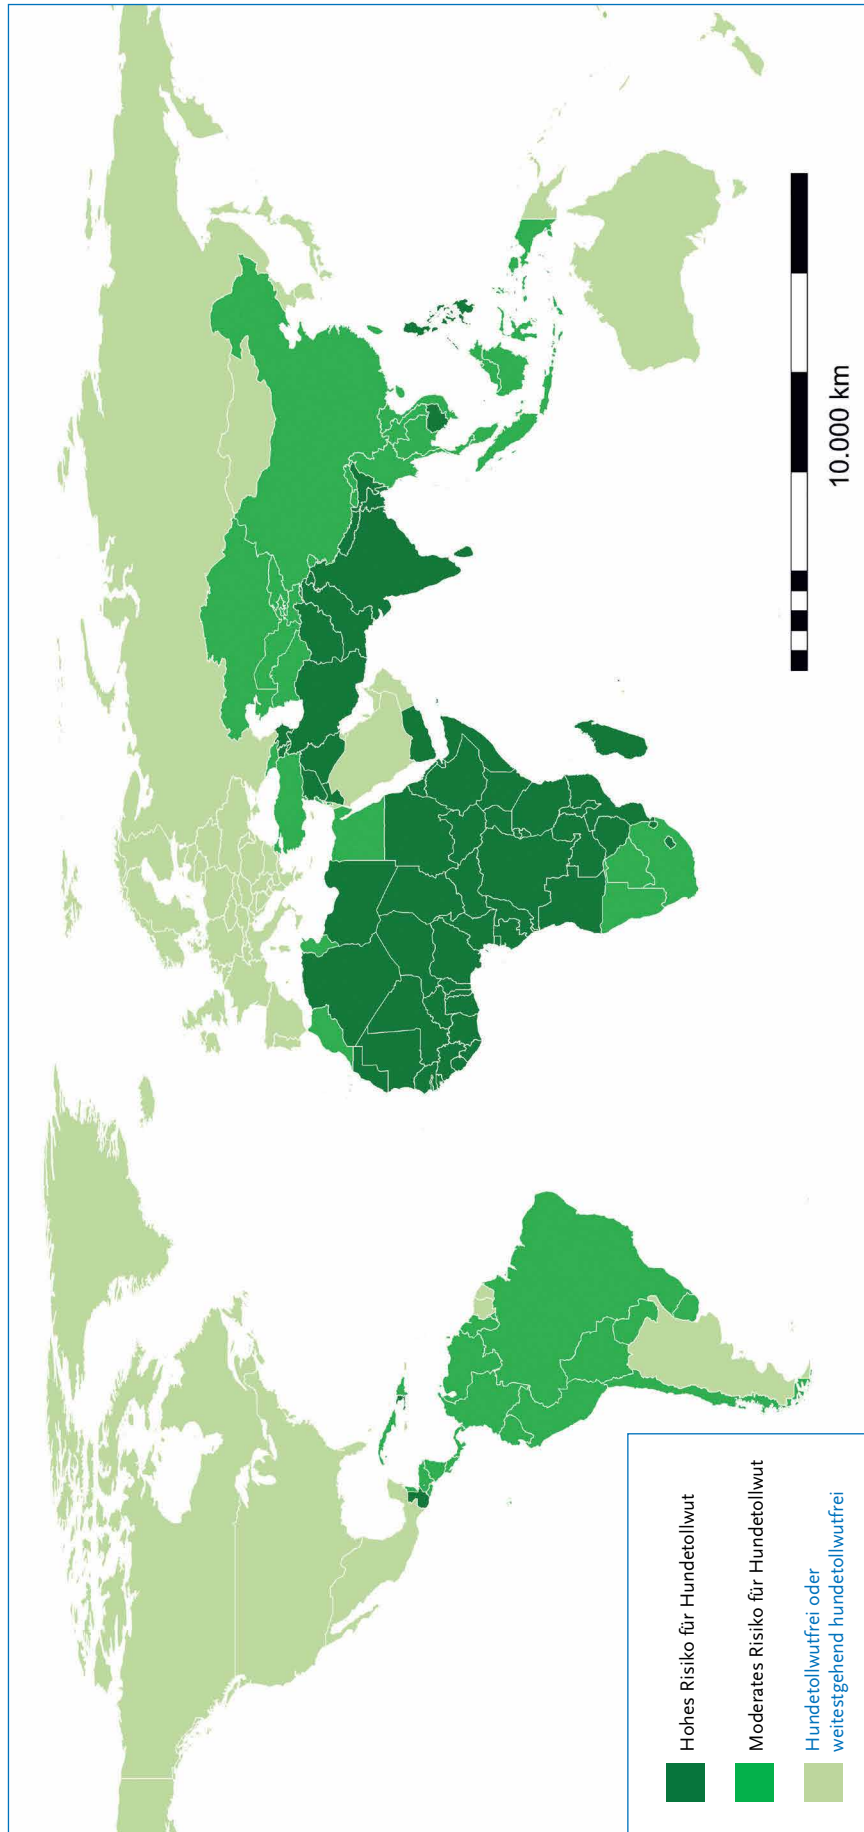 Hohes Risiko für Hundetollwut
Moderates Risiko für Hundetollwut
Hundetollwutfrei oder
weitestgehend hundetollwutfrei
10.000 km